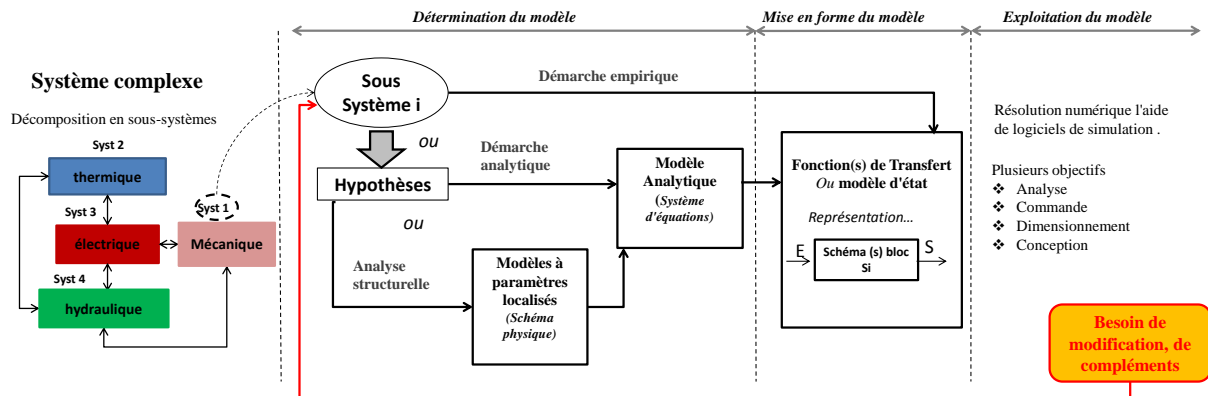 Détermination du modèle
Mise en forme du modèle
Exploitation du modèle
Système complexe
Décomposition en sous-systèmes
Syst 2
thermique
Syst 3
Syst 1
électrique
Mécanique
Syst 4
hydraulique
Sous
Système i
Démarche empirique
ou
Hypothèses
Démarche
analytique
ou
Analyse
structurelle
Modèles à
paramètres
localisés
(Schéma
physique)
Modèle
Analytique
(Système
d'équations)
Fonction(s) de Transfert
Ou modèle d'état
Représentation...
E
Schéma (s) bloc
Si
S
Résolution numérique l'aide
de logiciels de simulation .
Plusieurs objectifs
❖ Analyse
❖ Commande
❖ Dimensionnement
❖ Conception
Besoin de
modification, de
compléments